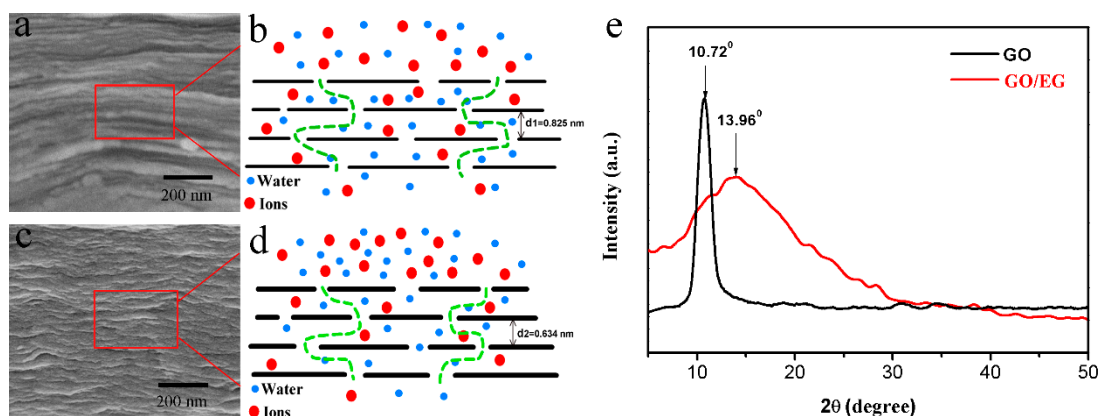 a
200 nm
b
d1=0.825 nm
Water
Ions
c
200 nm
d
d2=0.634 nm
Water
Ions
e
10.72⁰
13.96⁰
GO
GO/EG
Intensity (a.u.)
10 20 30 40 50
2θ (degree)